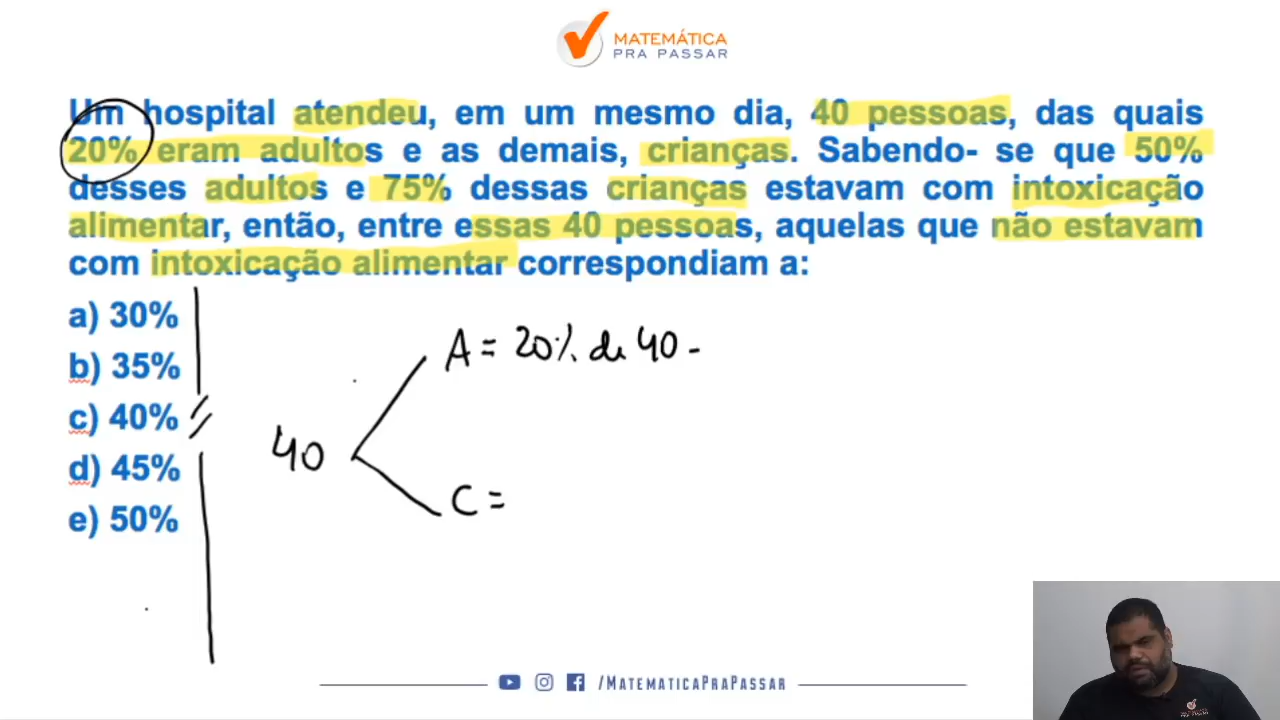 MATEMÁTICA
PRA PASSAR
Um hospital atendeu, em um mesmo dia, 40 pessoas, das quais
20% eram adultos e as demais, crianças. Sabendo- se que 50%
desses adultos e 75% dessas crianças estavam com intoxicação
alimentar, então, entre essas 40 pessoas, aquelas que não estavam
com intoxicação alimentar correspondiam a:
a) 30%
b) 35%
c) 40%
d) 45%
e) 50%
A = 20% de 40 -
40
C =
/MATEMATICAPRAPASSAR